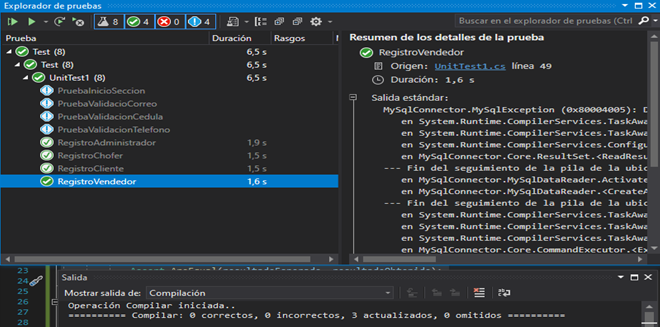 Explorador de pruebas
8 4 0 4
Buscar en el explorador de pruebas (Ctrl
Prueba Duración Rasgos
Test (8) 6,5 s
Test (8) 6,5 s
UnitTest1 (8) 6,5 s
PruebaInicioSeccion
PruebaValidacioCorreo
PruebaValidacionCedula
PruebaValidacionTelefono
RegistroAdministrador 1,9 s
RegistroChofer 1,5 s
RegistroCliente 1,5 s
RegistroVendedor 1,6 s
Resumen de los detalles de la prueba
RegistroVendedor
Origen: UnitTest1.cs línea 49
Duración: 1,6 s
Salida estándar:
MySqlConnector.MySqlException (0x80004005): D
en System.Runtime.CompilerServices.TaskAwa
en System.Runtime.CompilerServices.TaskAwa
en System.Runtime.CompilerServices.Configu
en MySqlConnector.Core.ResultSet.<ReadResu
--- Fin del seguimiento de la pila de la ubic
en MySqlConnector.MySqlDataReader.Activate
en MySqlConnector.MySqlDataReader.<CreateA
--- Fin del seguimiento de la pila de la ubic
en System.Runtime.CompilerServices.TaskAwa
en System.Runtime.CompilerServices.TaskAwa
en MySqlConnector.Core.CommandExecutor.<Ex
23
24
25
26
27
28
Salida
Mostrar salida de: Compilación
Operación Compilar iniciada..
========== Compilar: 0 correctos, 0 incorrectos, 3 actualizados, 0 omitidos ==========